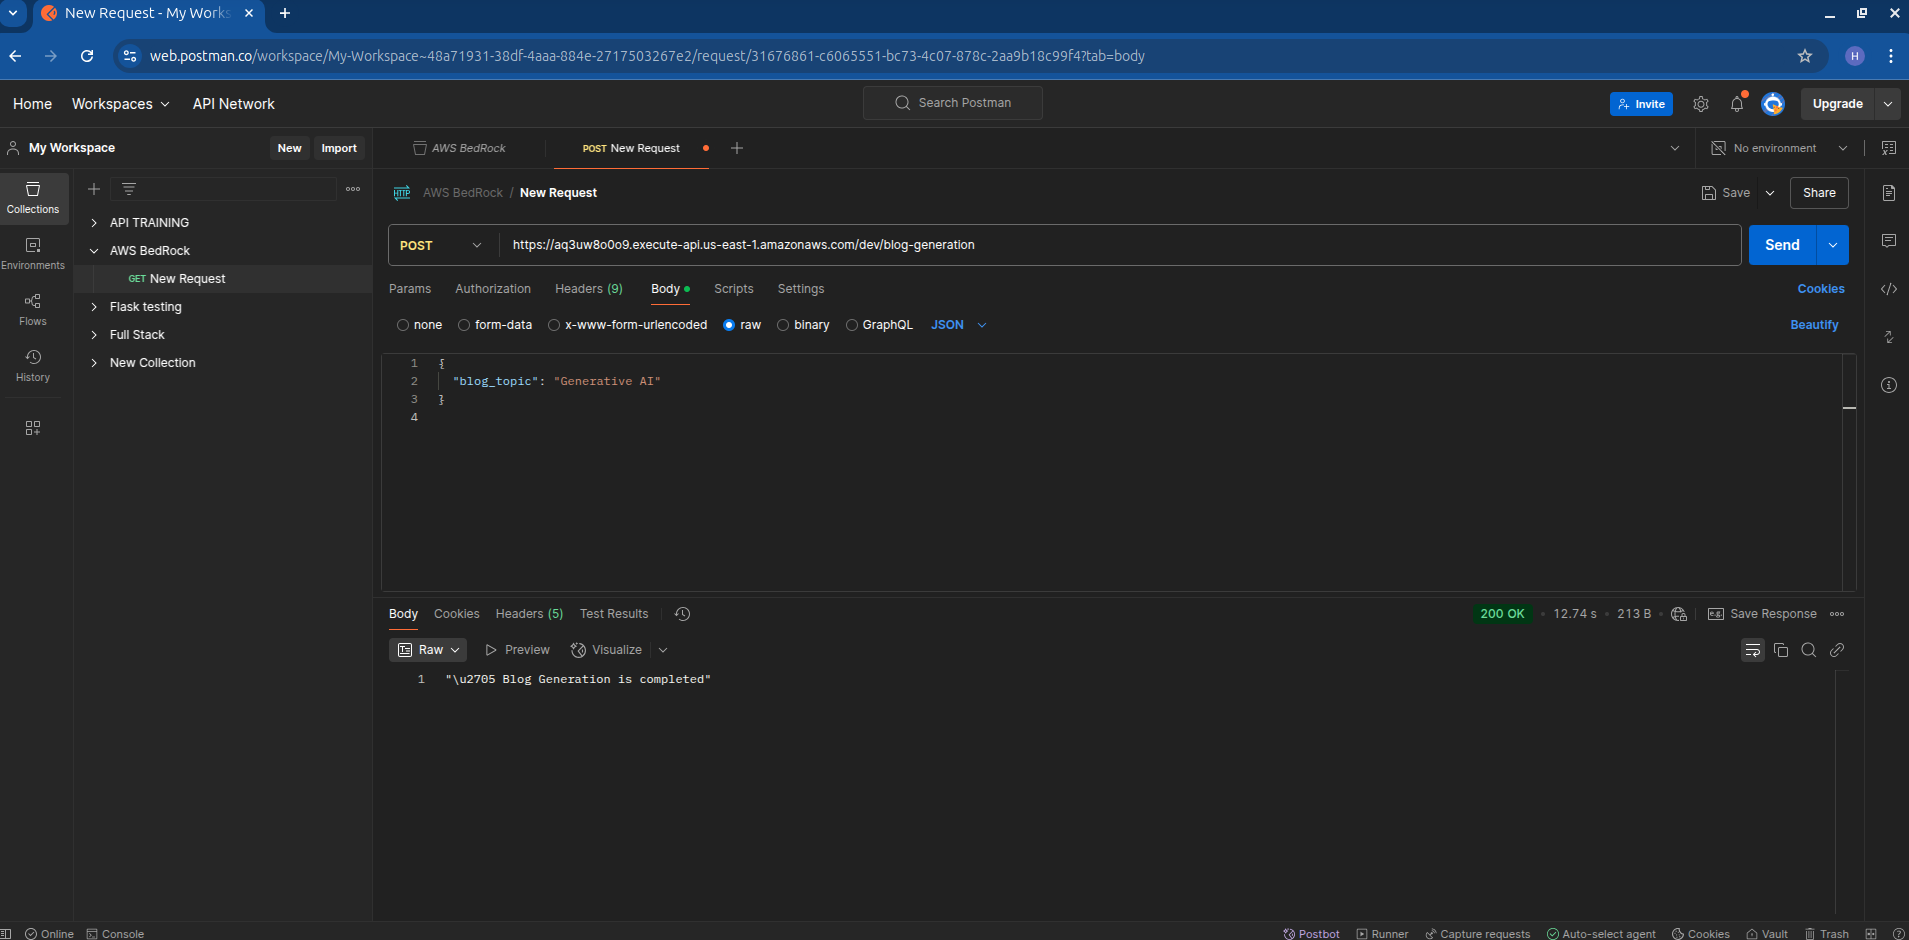 New Request - My Works
web.postman.co/workspace/My-Workspace~48a71931-38df-4aaa-884e-2717503267e2/request/31676861-c6065551-bc73-4c07-878c-2aa9b18c99f4?tab=body
H
Home Workspaces API Network
Search Postman
Invite
Upgrade
My Workspace
New Import
AWS BedRock
POST New Request
No environment
Collections
Environments
Flows
History
API TRAINING
AWS BedRock
GET New Request
Flask testing
Full Stack
New Collection
HTTP AWS BedRock / New Request
Save
Share
POST https://aq3uw8o0o9.execute-api.us-east-1.amazonaws.com/dev/blog-generation
Send
Params Authorization Headers (9) Body Scripts Settings
Cookies
none form-data x-www-form-urlencoded raw binary GraphQL JSON
Beautify
1 {
2 "blog_topic": "Generative AI"
3 }
4
Body Cookies Headers (5) Test Results
200 OK • 12.74 s • 213 B
e.g. Save Response
Raw Preview Visualize
1 "\u2705 Blog Generation is completed"
Online Console
Postbot Runner Capture requests Auto-select agent Cookies Vault Trash